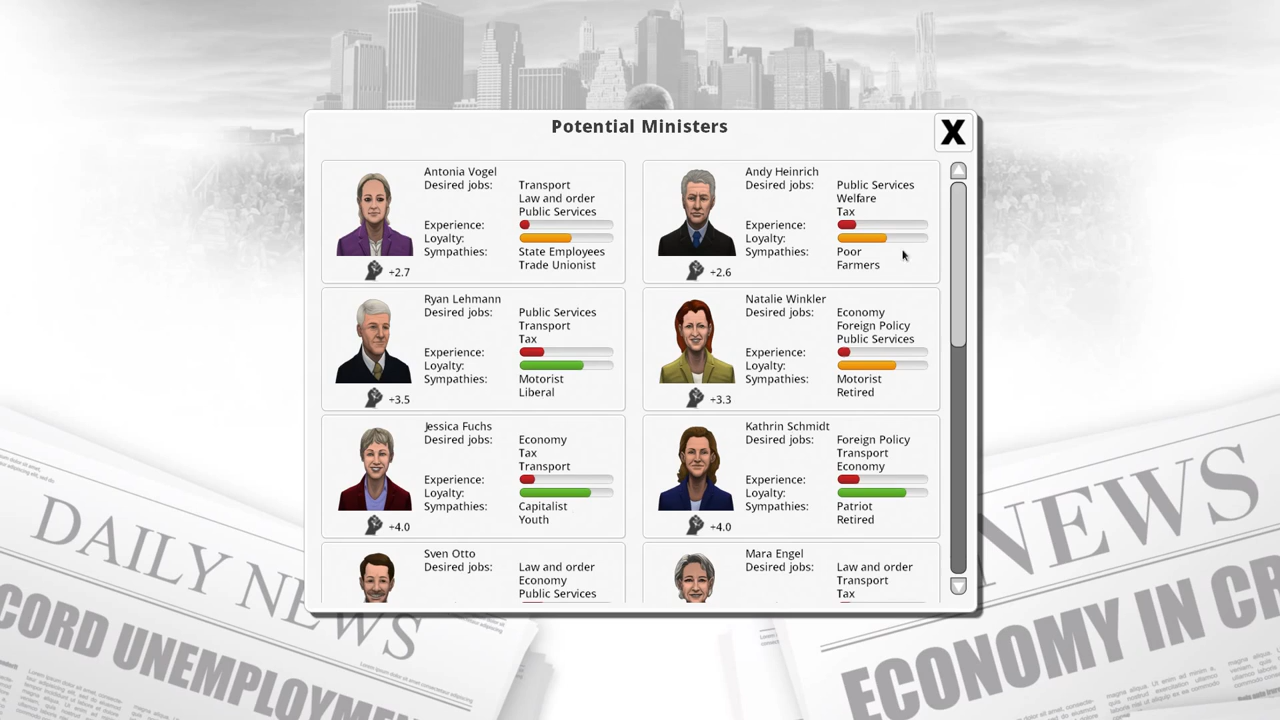 Potential Ministers
X
Antonia Vogel
Desired jobs: Transport
Law and order
Public Services
Experience:
Loyalty:
Sympathies: State Employees
Trade Unionist
+2.7
Andy Heinrich
Desired jobs: Public Services
Welfare
Tax
Experience:
Loyalty:
Sympathies: Poor
Farmers
+2.6
Ryan Lehmann
Desired jobs: Public Services
Transport
Tax
Experience:
Loyalty:
Sympathies: Motorist
Liberal
+3.5
Natalie Winkler
Desired jobs: Economy
Foreign Policy
Public Services
Experience:
Loyalty:
Sympathies: Motorist
Retired
+3.3
Jessica Fuchs
Desired jobs: Economy
Tax
Transport
Experience:
Loyalty:
Sympathies: Capitalist
Youth
+4.0
Kathrin Schmidt
Desired jobs: Foreign Policy
Transport
Economy
Experience:
Loyalty:
Sympathies: Patriot
Retired
+4.0
Sven Otto
Desired jobs: Law and order
Economy
Public Services
Mara Engel
Desired jobs: Law and order
Transport
Tax
DAILY NEWS
CORD UNEMPLOYM
NEWS
ECONOMY IN CR